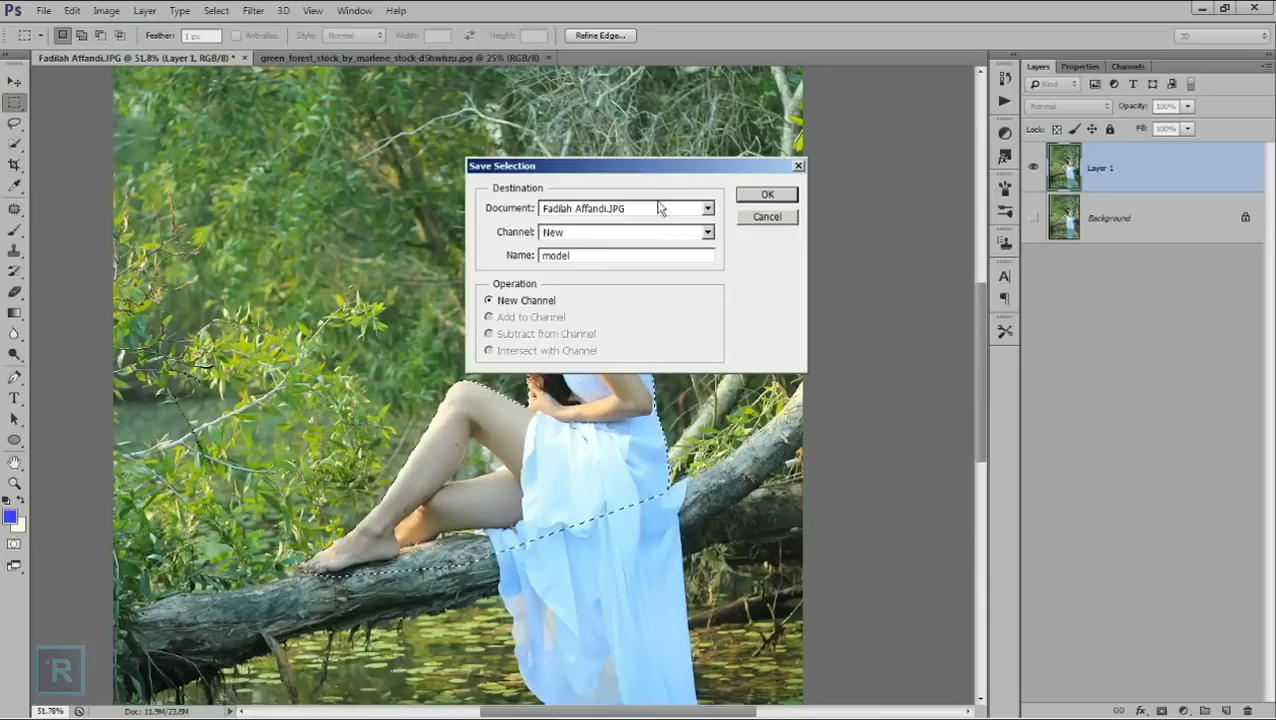 Ps File Edit Image Layer Type Select Filter 3D View Window Help
Feather: 1 px Anti-alias Style: Normal Width: Height: Refine Edge... 3D
Fadilah Affandi.JPG @ 51,8% (Layer 1, RGB/8) * × green_forest_stock_by_marlene_stock-d5hwhzu.jpg @ 25% (RGB/8) ×
Layers Properties Channels
Kind
Normal Opacity: 100%
Lock: Fill: 100%
Layer 1
Background
Save Selection
Destination
Document: Fadilah Affandi.JPG
Channel: New
Name: model
OK
Cancel
Operation
New Channel
Add to Channel
Subtract from Channel
Intersect with Channel
R
51,78% Doc: 11,9M/23,8M